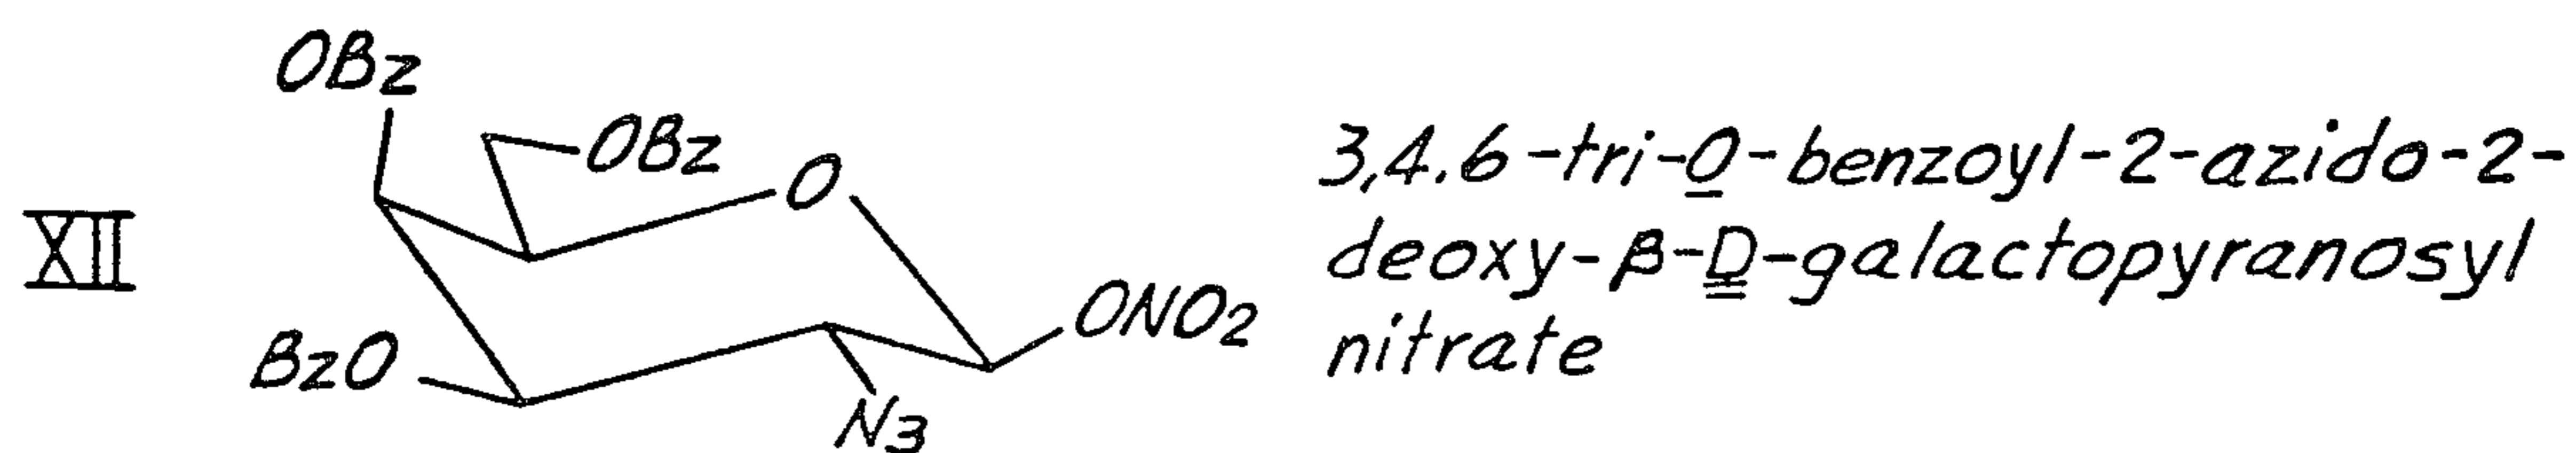 XII
OBz
OBz
O
BzO
N3
ONO2
3,4.6-tri-O-benzoyl-2-azido-2-
deoxy-β-D-galactopyranosyl
nitrate